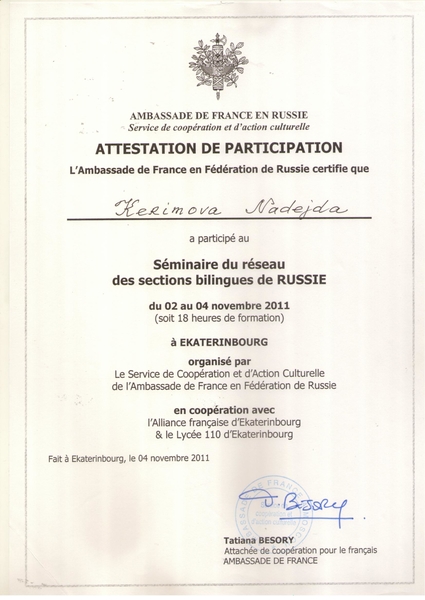 AMBASSADE DE FRANCE EN RUSSIE
Service de coopération et d'action culturelle
ATTESTATION DE PARTICIPATION
L'Ambassade de France en Fédération de Russie certifie que
Kerimova Nadejda
a participé au
Séminaire du réseau
des sections bilingues de RUSSIE
du 02 au 04 novembre 2011
(soit 18 heures de formation)
à EKATERINBOURG
organisé par
Le Service de Coopération et d'Action Culturelle
de l'Ambassade de France en Fédération de Russie
en coopération avec
l'Alliance française d'Ekaterinbourg
& le Lycée 110 d'Ekaterinbourg
Fait à Ekaterinbourg, le 04 novembre 2011
AMBASSADE DE FRANCE
T. BESORY
Tatiana BESORY
Attachée de coopération pour le français
AMBASSADE DE FRANCE